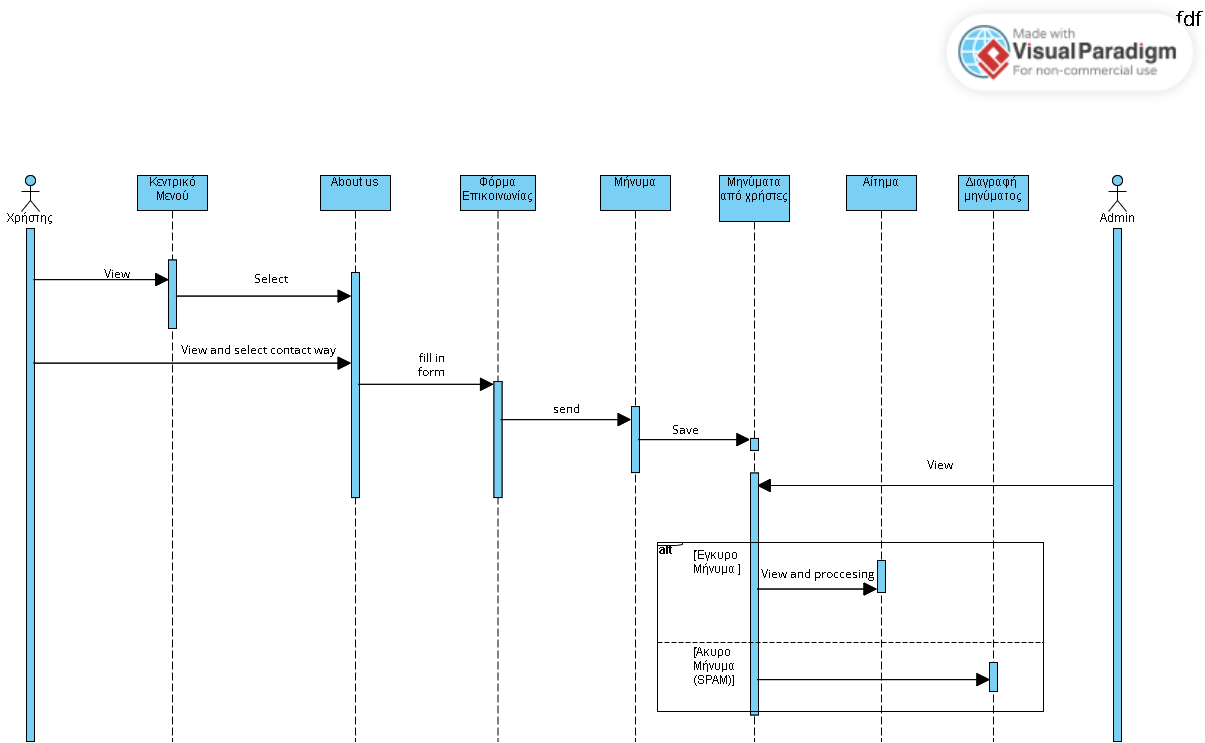 fdf
Made with
Visual Paradigm
For non-commercial use
Χρήστης
Κεντρικό
Μενού
About us
Φόρμα
Επικοινωνίας
Μήνυμα
Μηνύματα
από χρήστες
Αίτημα
Διαγραφή
μηνύματος
Admin
View
Select
View and select contact way
fill in
form
send
Save
View
alt
[Έγκυρο
Μήνυμα ]
View and proccesing
[Άκυρο
Μήνυμα
(SPAM)]